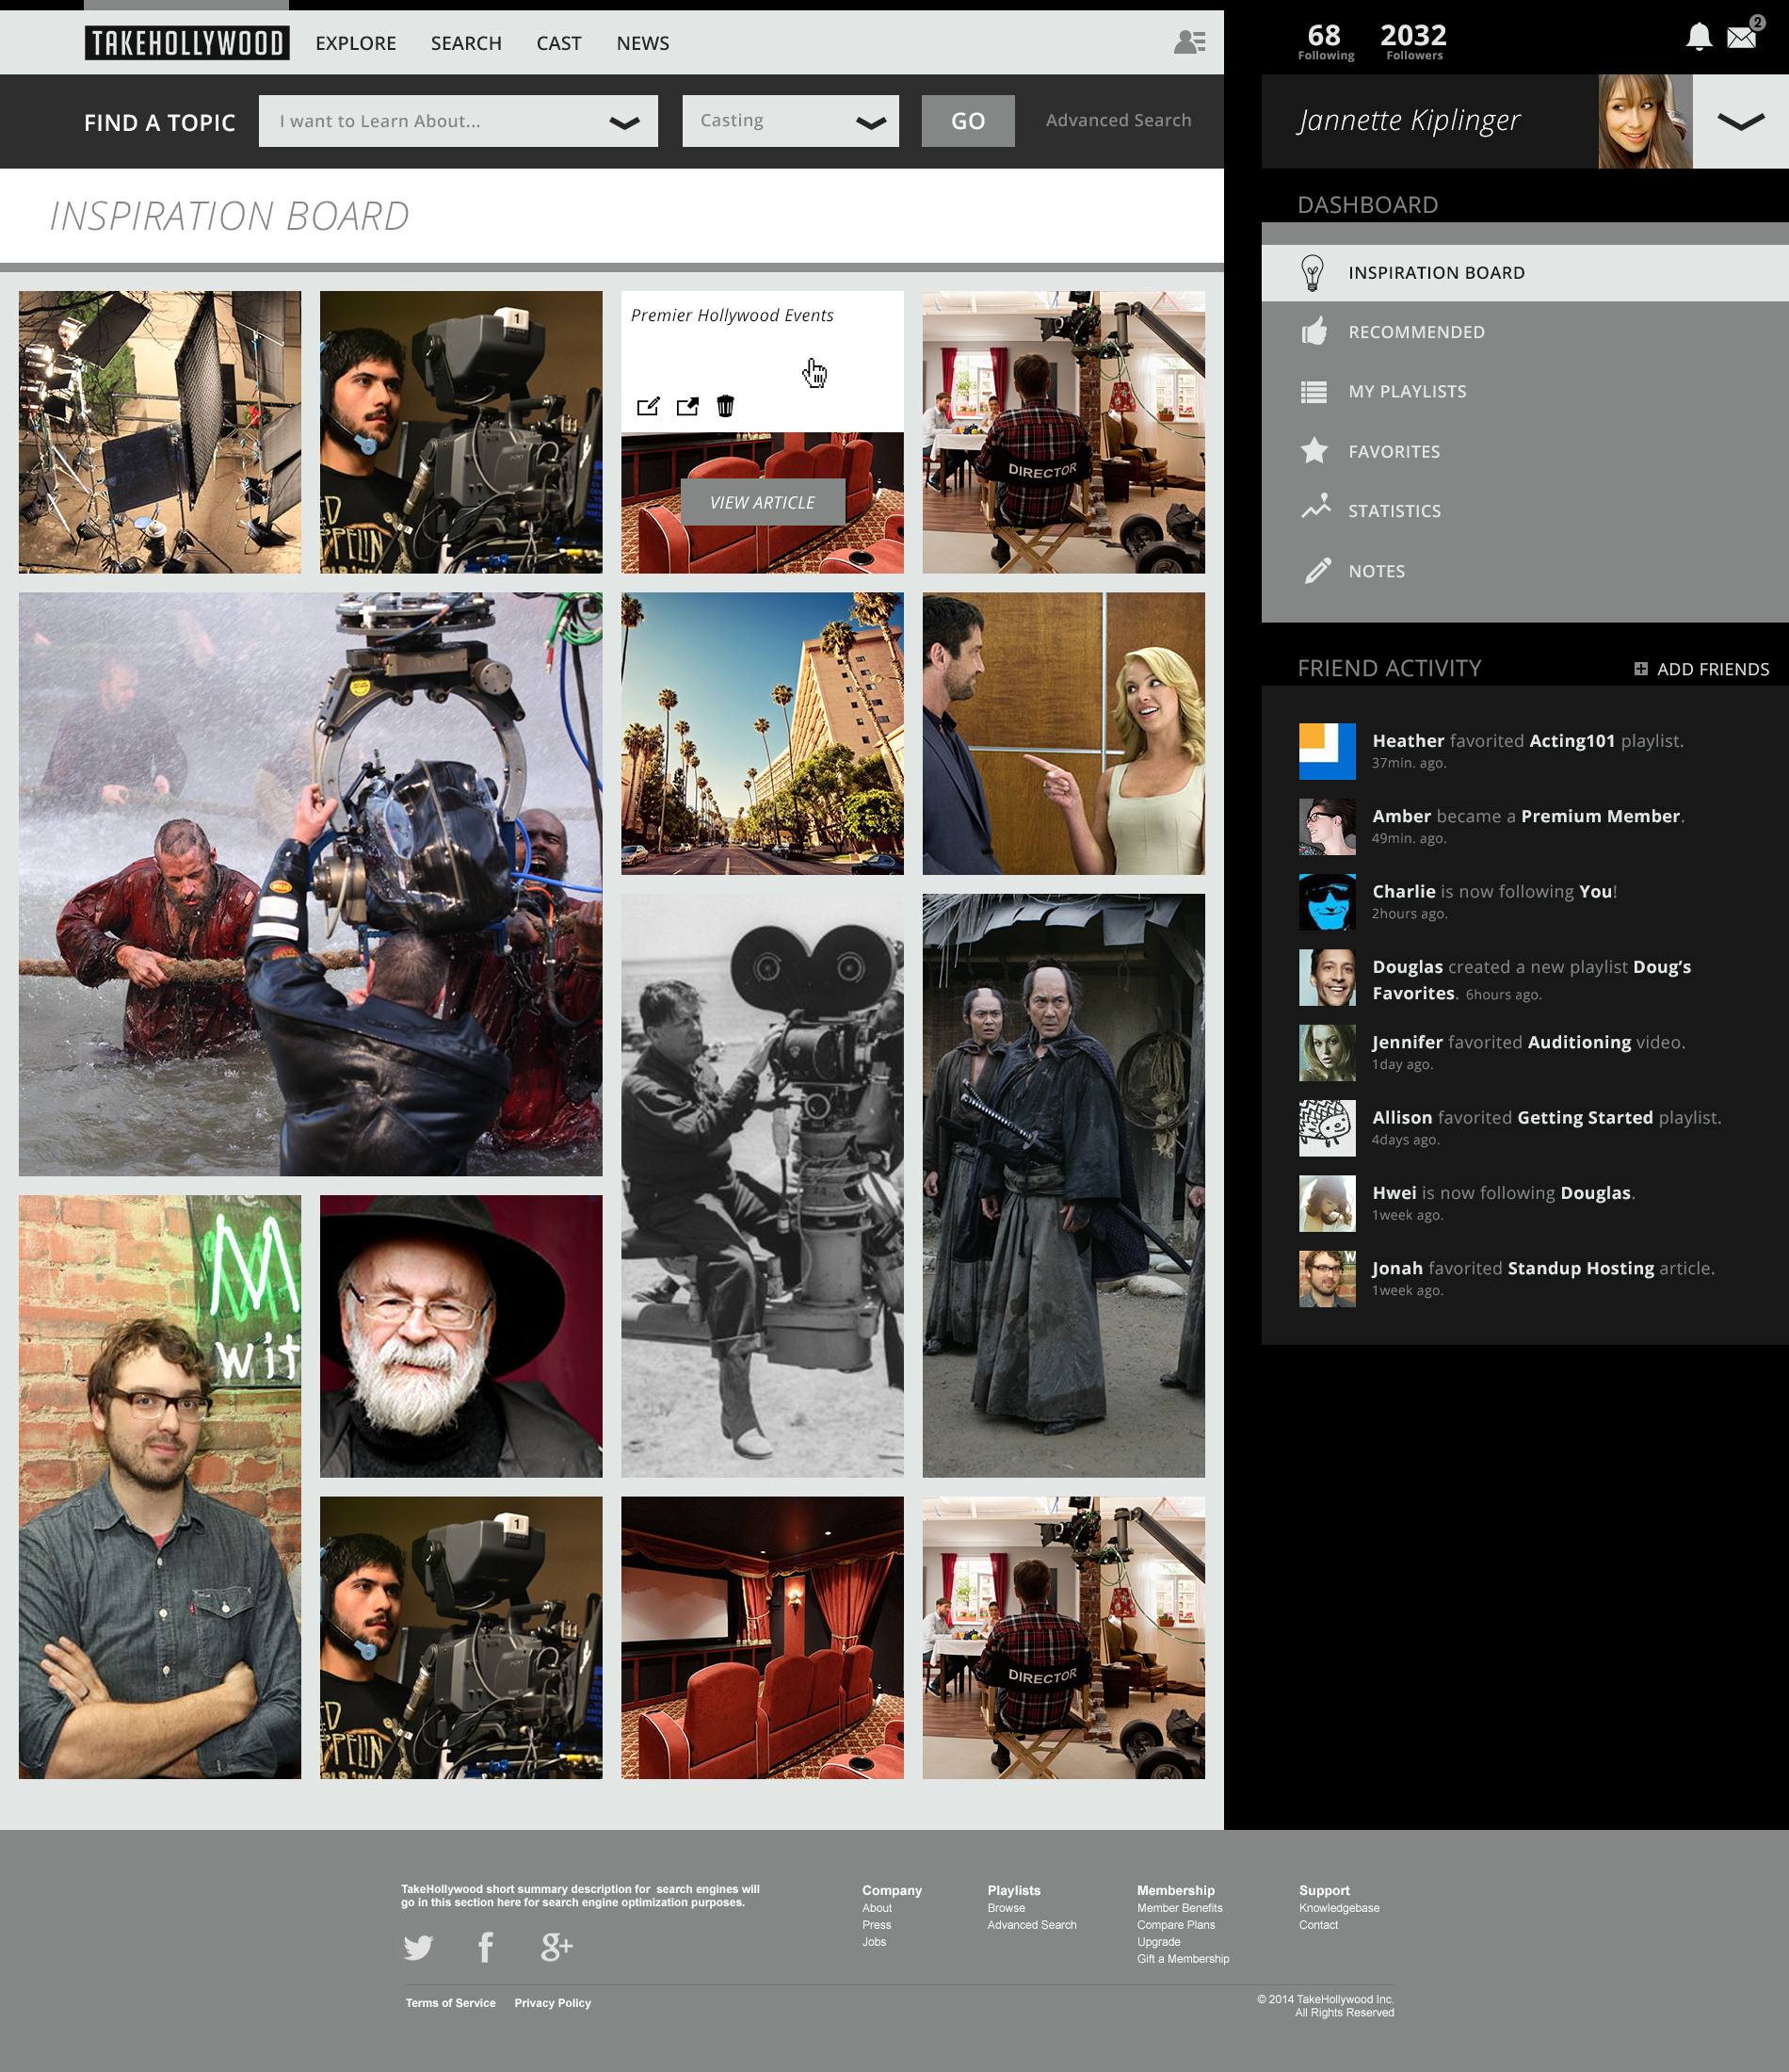 TAKEHOLLYWOOD
EXPLORE
SEARCH
CAST
NEWS
68
Following
2032
Followers
2
FIND A TOPIC
I want to Learn About...
Casting
GO
Advanced Search
Jannette Kiplinger
INSPIRATION BOARD
DASHBOARD
INSPIRATION BOARD
RECOMMENDED
MY PLAYLISTS
FAVORITES
STATISTICS
NOTES
1
Premier Hollywood Events
VIEW ARTICLE
DIRECTOR
FRIEND ACTIVITY
ADD FRIENDS
Heather favorited Acting101 playlist.
37min. ago.
Amber became a Premium Member.
49min. ago.
Charlie is now following You!
2hours ago.
Douglas created a new playlist Doug's
Favorites. 6hours ago.
Jennifer favorited Auditioning video.
1day ago.
Allison favorited Getting Started playlist.
4days ago.
Hwei is now following Douglas.
1week ago.
Jonah favorited Standup Hosting article.
1week ago.
M
wit
1
DIRECTOR
TakeHollywood short summary description for search engines will
go in this section here for search engine optimization purposes.
Company
About
Press
Jobs
Playlists
Browse
Advanced Search
Membership
Member Benefits
Compare Plans
Upgrade
Gift a Membership
Support
Knowledgebase
Contact
Terms of Service
Privacy Policy
© 2014 TakeHollywood Inc.
All Rights Reserved